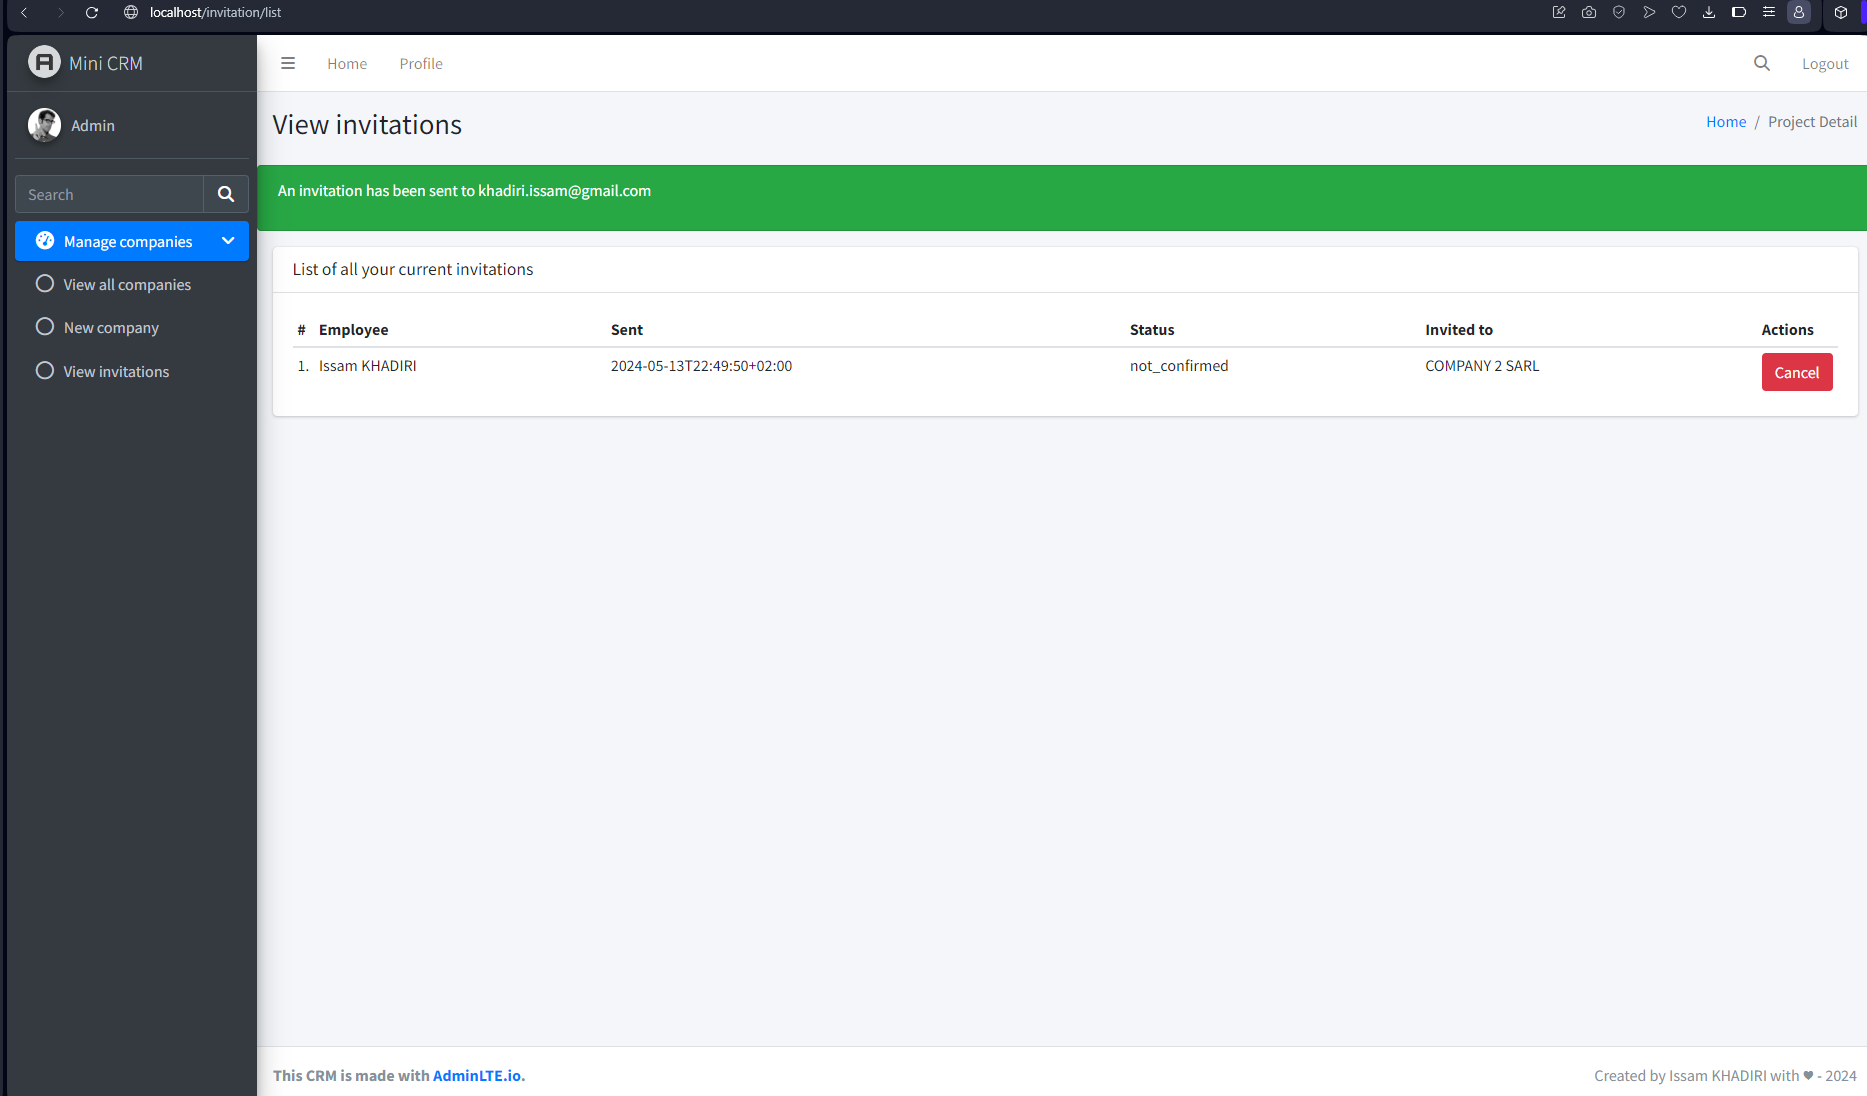 localhost/invitation/list
Mini CRM
Home Profile
Logout
Admin
View invitations
Home / Project Detail
Search
An invitation has been sent to khadiri.issam@gmail.com
Manage companies
View all companies
New company
View invitations
List of all your current invitations
# Employee Sent Status Invited to Actions
1. Issam KHADIRI 2024-05-13T22:49:50+02:00 not_confirmed COMPANY 2 SARL Cancel
This CRM is made with AdminLTE.io.
Created by Issam KHADIRI with ♥ - 2024